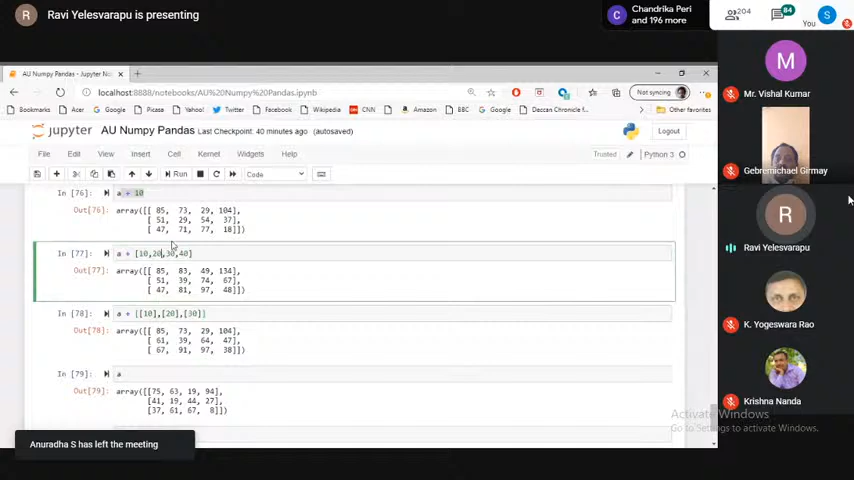 R Ravi Yelesvarapu is presenting
C Chandrika Peri
and 196 more
204
84
S
You
AU Numpy Pandas - Jupyter Not
localhost:8888/notebooks/AU%20Numpy%20Pandas.ipynb
Not syncing
Bookmarks Acer Google Picasa Yahoo! Twitter Facebook Wikipedia CNN Amazon BBC Google Deccan Chronicle of Other favorites
jupyter AU Numpy Pandas Last Checkpoint: 40 minutes ago (autosaved)
Logout
File Edit View Insert Cell Kernel Widgets Help
Trusted Python 3
Run Code
In [76]: a + 10
Out[76]: array([[ 85, 73, 29, 104],
[ 51, 29, 54, 37],
[ 47, 71, 77, 18]])
In [77]: a + [10,20,30,40]
Out[77]: array([[ 85, 83, 49, 134],
[ 51, 39, 74, 67],
[ 47, 81, 97, 48]])
In [78]: a + [[10],[20],[30]]
Out[78]: array([[ 85, 73, 29, 104],
[ 61, 39, 64, 47],
[ 67, 91, 97, 38]])
In [79]: a
Out[79]: array([[75, 63, 19, 94],
[41, 19, 44, 27],
[37, 61, 67, 8]])
Anuradha S has left the meeting
M
Mr. Vishal Kumar
Gebremichael Girmay
R
Ravi Yelesvarapu
K. Yogeswara Rao
Krishna Nanda
Activate Windows
Go to Settings to activate Windows.